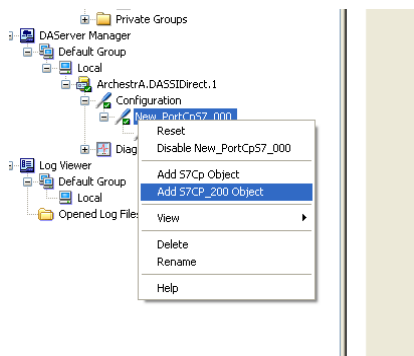 Private Groups
DAServer Manager
Default Group
Local
ArchestrA.DASSIDirect.1
Configuration
New_PortCpS7_000
Reset
Disable New_PortCpS7_000
Diag
Add S7Cp Object
Log Viewer
Default Group
Add S7CP_200 Object
Local
Opened Log File
View
Delete
Rename
Help